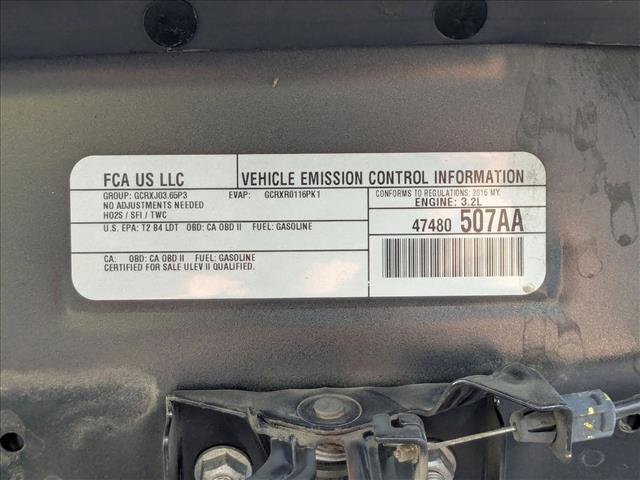 FCA US LLC
VEHICLE EMISSION CONTROL INFORMATION
GROUP: GCRXJ03.65P3 EVAP: GCRXR0116PK1
NO ADJUSTMENTS NEEDED
HO2S / SFI / TWC
CONFORMS TO REGULATIONS: 2016 MY
ENGINE: 3.2L
U.S. EPA: T2 B4 LDT OBD: CA OBD II FUEL: GASOLINE
47480 507AA
CA: OBD: CA OBD II FUEL: GASOLINE
CERTIFIED FOR SALE ULEV II QUALIFIED.